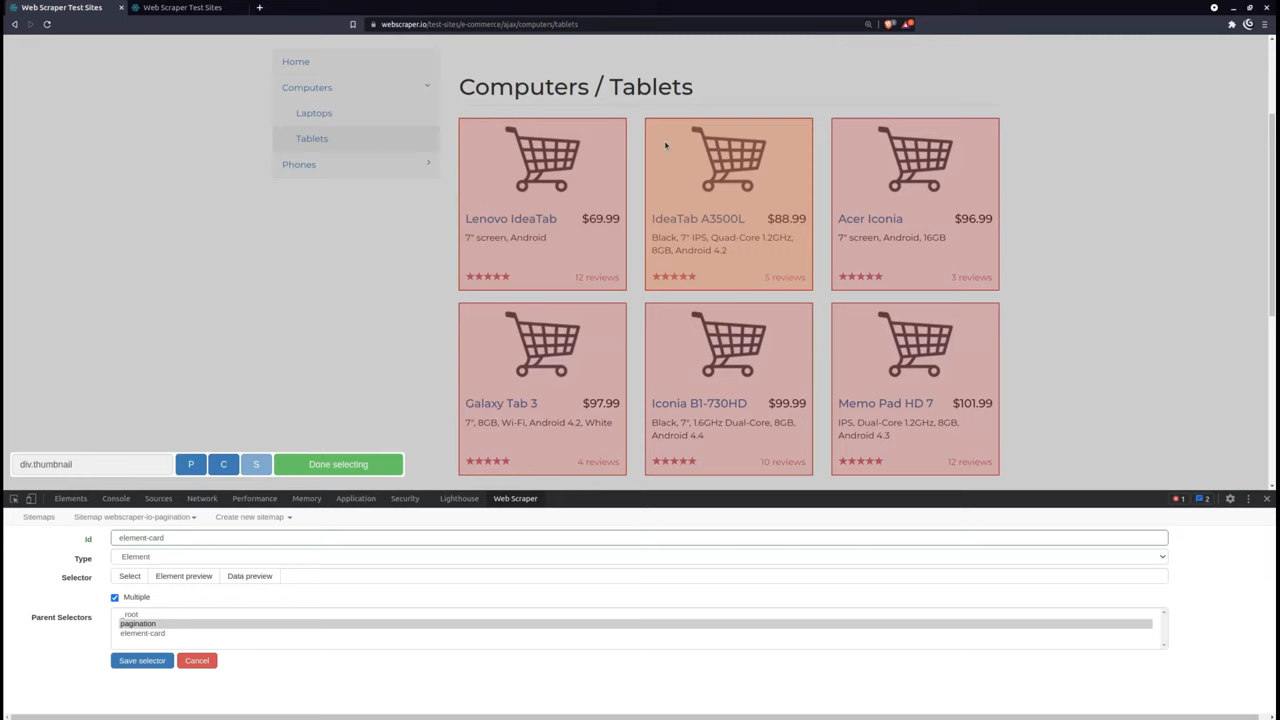 Web Scraper Test Sites
Web Scraper Test Sites
webscraper.io/test-sites/e-commerce/ajax/computers/tablets
Home
Computers
Laptops
Tablets
Phones
Computers / Tablets
Lenovo IdeaTab $69.99
7" screen, Android
12 reviews
IdeaTab A3500L $88.99
Black, 7" IPS, Quad-Core 1.2GHz,
8GB, Android 4.2
5 reviews
Acer Iconia $96.99
7" screen, Android, 16GB
3 reviews
Galaxy Tab 3 $97.99
7", 8GB, Wi-Fi, Android 4.2, White
4 reviews
Iconia B1-730HD $99.99
Black, 7", 1.6GHz Dual-Core, 8GB,
Android 4.4
10 reviews
Memo Pad HD 7 $101.99
IPS, Dual-Core 1.2GHz, 8GB,
Android 4.3
12 reviews
div.thumbnail P C S Done selecting
Elements Console Sources Network Performance Memory Application Security Lighthouse Web Scraper 1 2
Sitemaps Sitemap webscraper-io-pagination Create new sitemap
Id element-card
Type Element
Selector Select Element preview Data preview
Multiple
Parent Selectors _root
pagination
element-card
Save selector Cancel